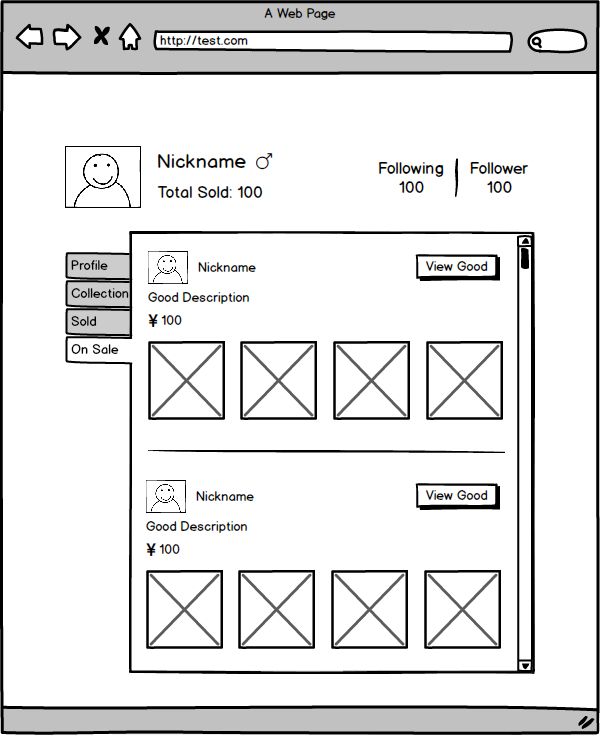 A Web Page
http://test.com
Nickname ♂
Total Sold: 100
Following
100
Follower
100
Profile
Collection
Sold
On Sale
Nickname
View Good
Good Description
¥ 100
Nickname
View Good
Good Description
¥ 100